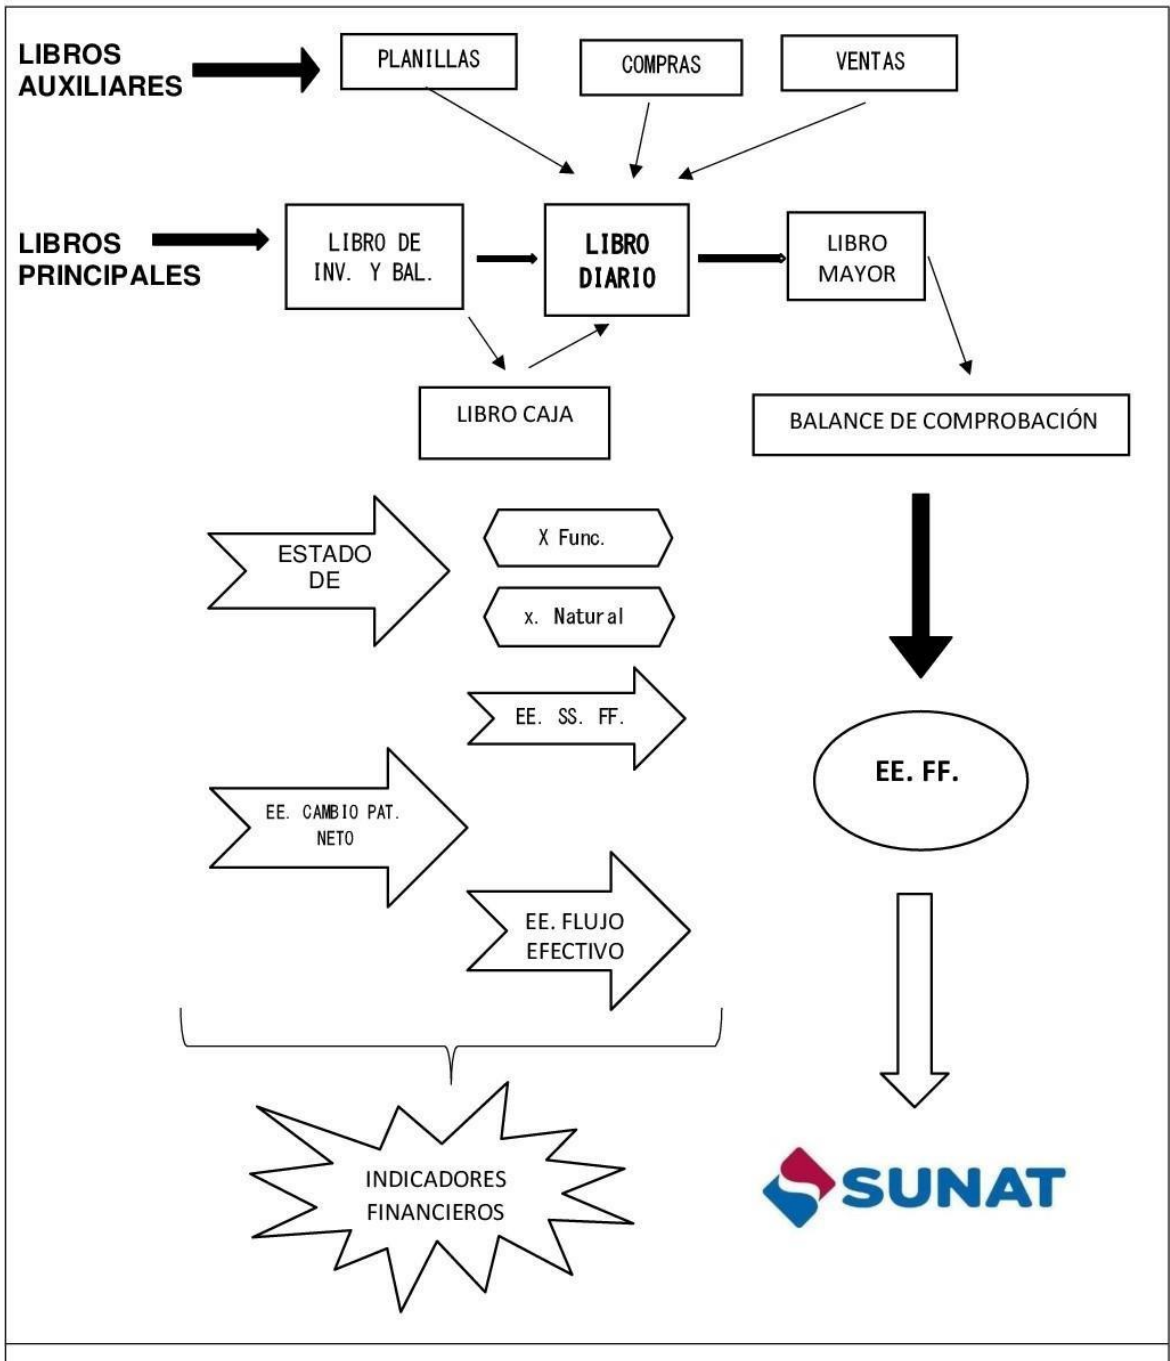 LIBROS
AUXILIARES
PLANILLAS
COMPRAS
VENTAS
LIBROS
PRINCIPALES
LIBRO DE
INV. Y BAL.
LIBRO
DIARIO
LIBRO
MAYOR
LIBRO CAJA
BALANCE DE COMPROBACIÓN
ESTADO
DE
X Func.
x. Natural
EE. SS. FF.
EE. FF.
EE. CAMBIO PAT.
NETO
EE. FLUJO
EFECTIVO
INDICADORES
FINANCIEROS
SUNAT